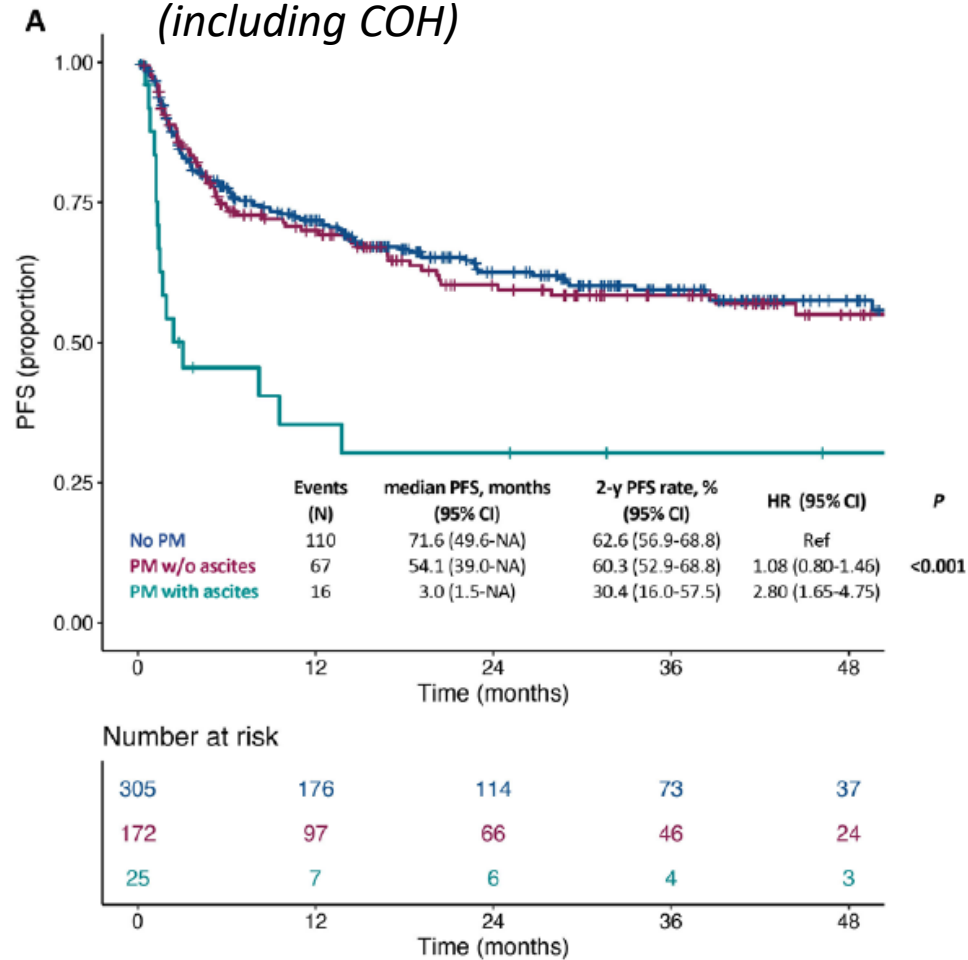 (including COH)
A
1.00
0.75
0.50
0.25
0.00
PFS (proportion)
Events (N) median PFS, months (95% CI) 2-y PFS rate, % (95% CI) HR (95% CI) P
No PM 110 71.6 (49.6-NA) 62.6 (56.9-68.8) Ref
PM w/o ascites 67 54.1 (39.0-NA) 60.3 (52.9-68.8) 1.08 (0.80-1.46) <0.001
PM with ascites 16 3.0 (1.5-NA) 30.4 (16.0-57.5) 2.80 (1.65-4.75)
0 12 24 36 48
Time (months)
Number at risk
305 176 114 73 37
172 97 66 46 24
25 7 6 4 3
0 12 24 36 48
Time (months)